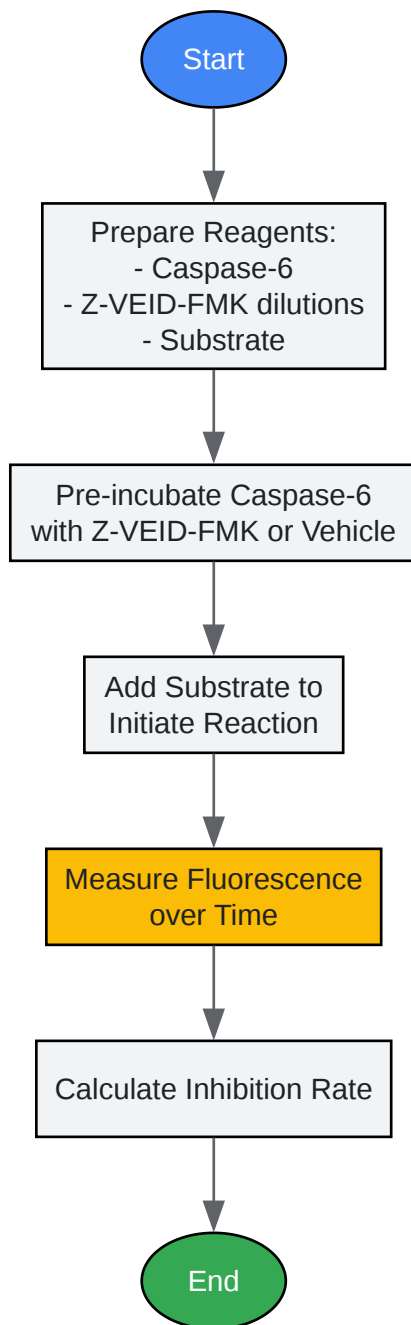 Start
Prepare Reagents:
- Caspase-6
- Z-VEID-FMK dilutions
- Substrate
Pre-incubate Caspase-6
with Z-VEID-FMK or Vehicle
Add Substrate to
Initiate Reaction
Measure Fluorescence
over Time
Calculate Inhibition Rate
End